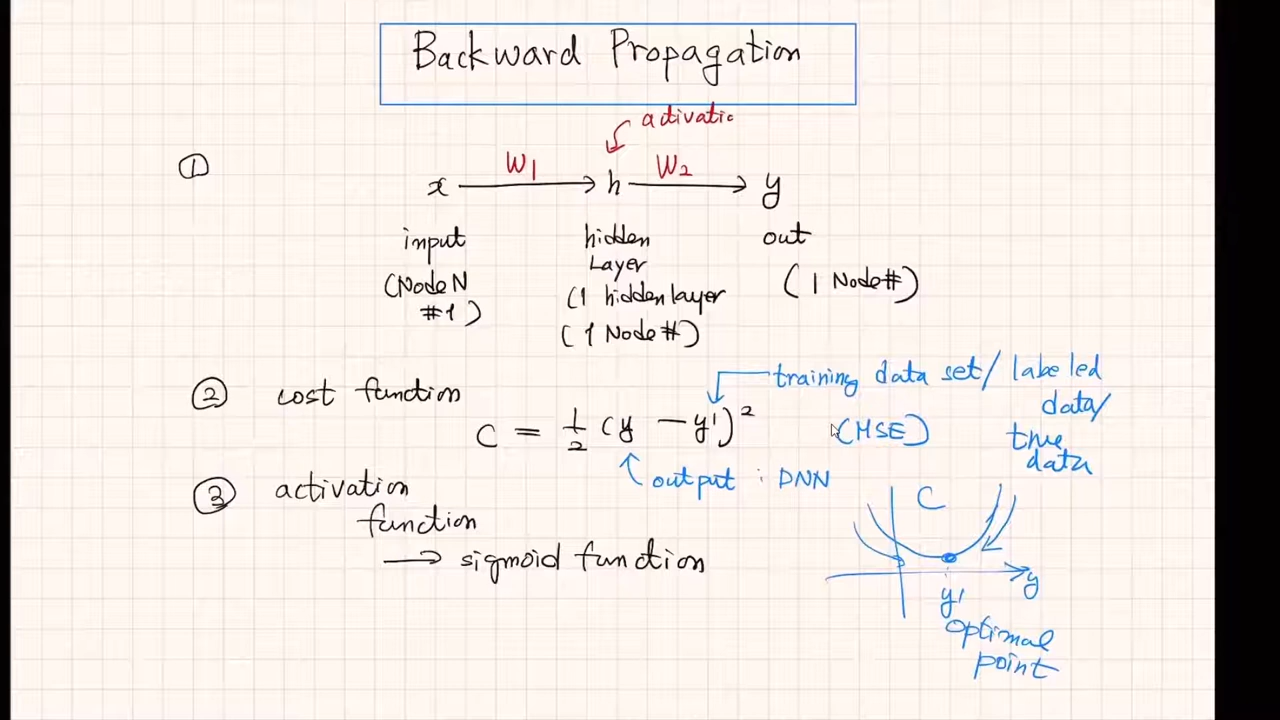 Backward Propagation
activatic
①
W1
W2
x
h
y
input
(Node N
#1)
hidden
Layer
(1 hidden layer
(1 Node#)
out
(1 Node#)
② cost function
C = 1/2 (y - y')²
training data set/ labeled
data/
true
data
(MSE)
output : DNN
③ activation
function
→ sigmoid function
C
y
y'
optimal
point